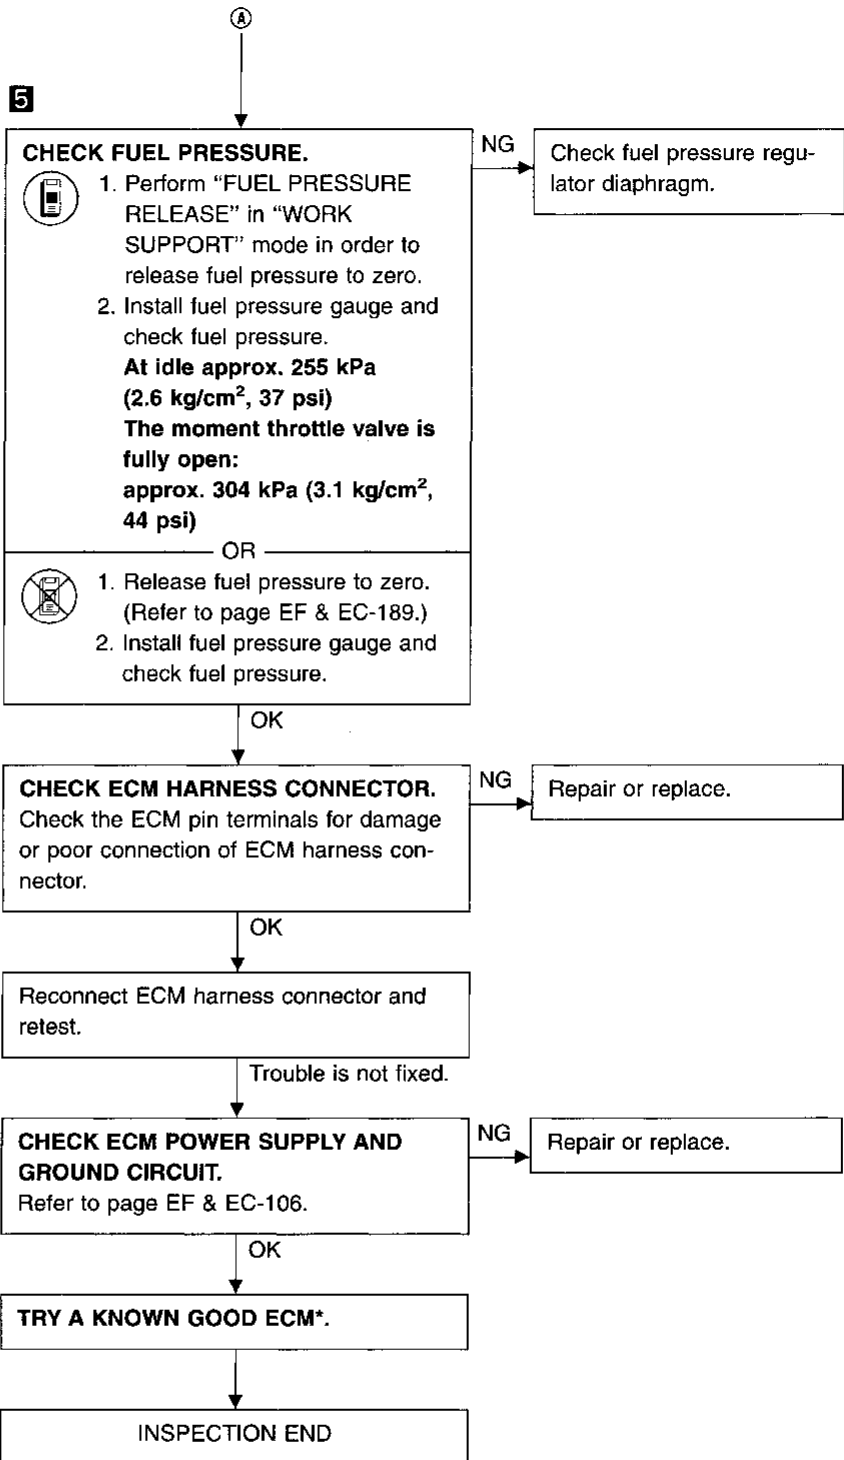 A
5
CHECK FUEL PRESSURE.
1. Perform “FUEL PRESSURE
RELEASE” in “WORK
SUPPORT” mode in order to
release fuel pressure to zero.
2. Install fuel pressure gauge and
check fuel pressure.
At idle approx. 255 kPa
(2.6 kg/cm², 37 psi)
The moment throttle valve is
fully open:
approx. 304 kPa (3.1 kg/cm²,
44 psi)
NG
Check fuel pressure regu-
lator diaphragm.
OR
1. Release fuel pressure to zero.
(Refer to page EF & EC-189.)
2. Install fuel pressure gauge and
check fuel pressure.
OK
CHECK ECM HARNESS CONNECTOR.
Check the ECM pin terminals for damage
or poor connection of ECM harness con-
nector.
NG
Repair or replace.
OK
Reconnect ECM harness connector and
retest.
Trouble is not fixed.
CHECK ECM POWER SUPPLY AND
GROUND CIRCUIT.
Refer to page EF & EC-106.
NG
Repair or replace.
OK
TRY A KNOWN GOOD ECM*.
INSPECTION END